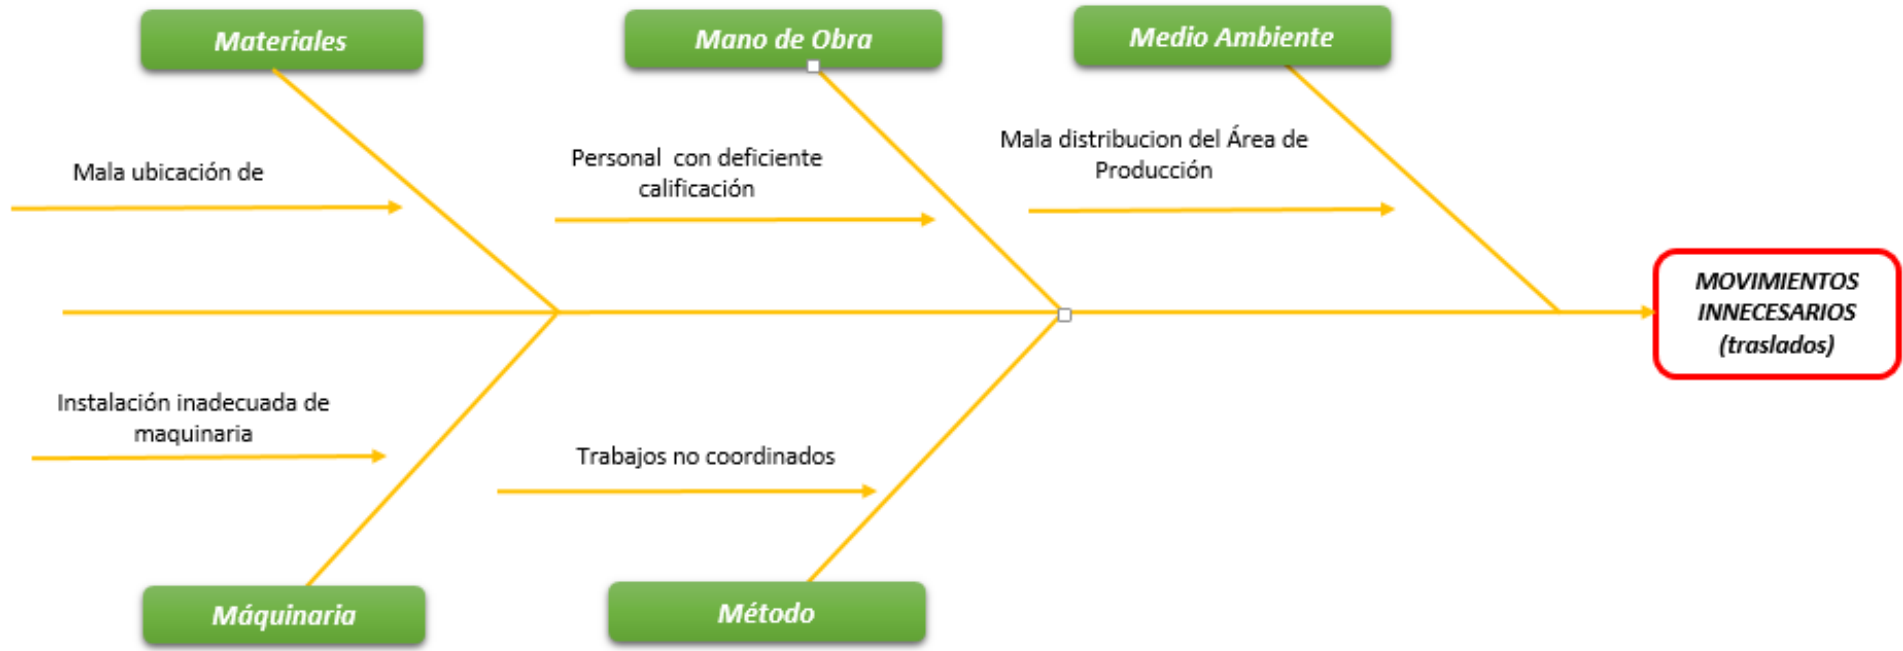 Materiales
Mano de Obra
Medio Ambiente
Mala ubicación de
Personal con deficiente
calificación
Mala distribucion del Área de
Producción
MOVIMIENTOS
INNECESARIOS
(traslados)
Instalación inadecuada de
maquinaria
Trabajos no coordinados
Máquinaria
Método